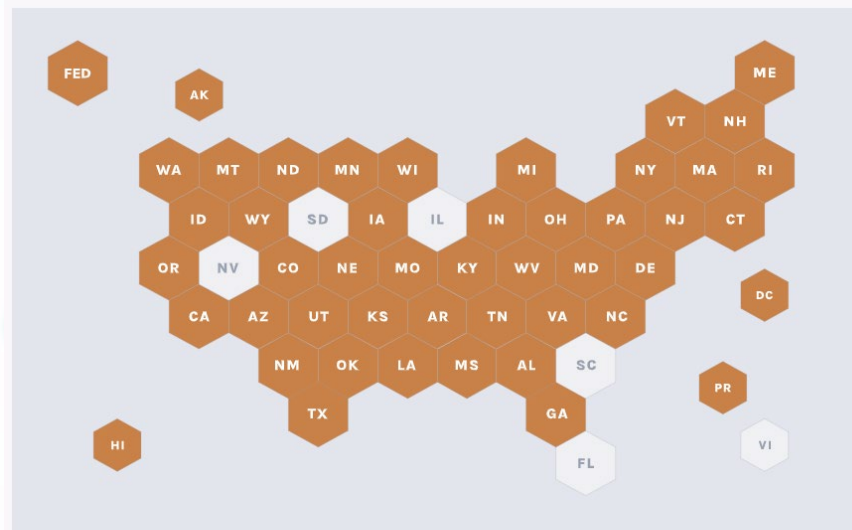 FED
ME
AK
VT NH
WA MT ND MN WI MI NY MA RI
ID WY SD IA IL IN OH PA NJ CT
OR NV CO NE MO KY WV MD DE
DC
CA AZ UT KS AR TN VA NC
NM OK LA MS AL SC
PR
TX GA
HI VI
FL